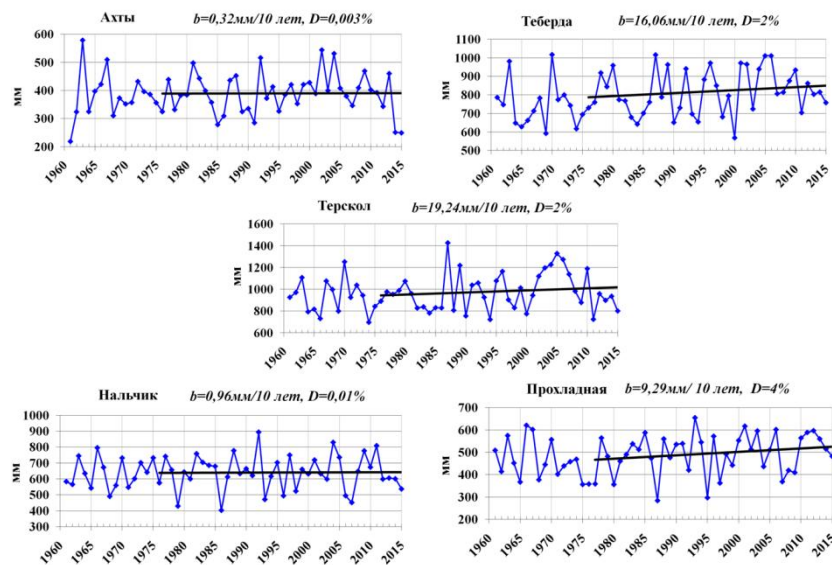 Ахты b=0,32мм/10 лет, D=0,003%
мм
600
500
400
300
200
1960 1965 1970 1975 1980 1985 1990 1995 2000 2005 2010 2015
Теберда b=16,06мм/10 лет, D=2%
мм
1100
1000
900
800
700
600
500
1960 1965 1970 1975 1980 1985 1990 1995 2000 2005 2010 2015
Терскол b=19,24мм/10 лет, D=2%
мм
1600
1400
1200
1000
800
600
1960 1965 1970 1975 1980 1985 1990 1995 2000 2005 2010 2015
Нальчик b=0,96мм/10 лет, D=0,01%
мм
1000
900
800
700
600
500
400
300
1960 1965 1970 1975 1980 1985 1990 1995 2000 2005 2010 2015
Прохладная b=9,29мм/ 10 лет, D=4%
мм
700
600
500
400
300
200
1960 1965 1970 1975 1980 1985 1990 1995 2000 2005 2010 2015